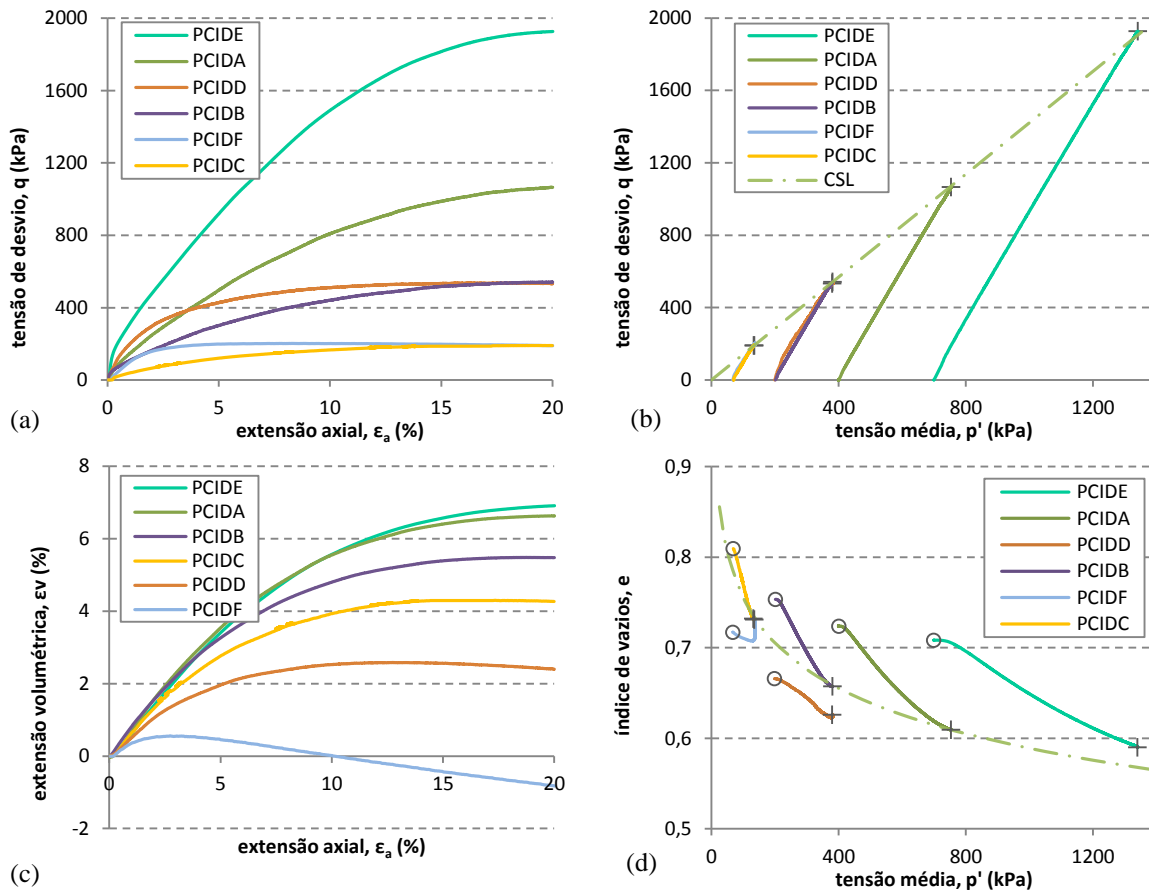 2000
1600
1200
800
400
0
tensão de desvio, q (kPa)
PCIDE
PCIDA
PCIDD
PCIDB
PCIDF
PCIDC
0 5 10 15 20
extensão axial, εa (%)
(a)
2000
1600
1200
800
400
0
tensão de desvio, q (kPa)
PCIDE
PCIDA
PCIDD
PCIDB
PCIDF
PCIDC
CSL
0 400 800 1200
tensão média, p' (kPa)
(b)
8
6
4
2
0
-2
extensão volumétrica, εv (%)
PCIDE
PCIDA
PCIDB
PCIDC
PCIDD
PCIDF
0 5 10 15 20
extensão axial, εa (%)
(c)
0,9
0,8
0,7
0,6
0,5
índice de vazios, e
PCIDE
PCIDA
PCIDD
PCIDB
PCIDF
PCIDC
0 400 800 1200
tensão média, p' (kPa)
(d)